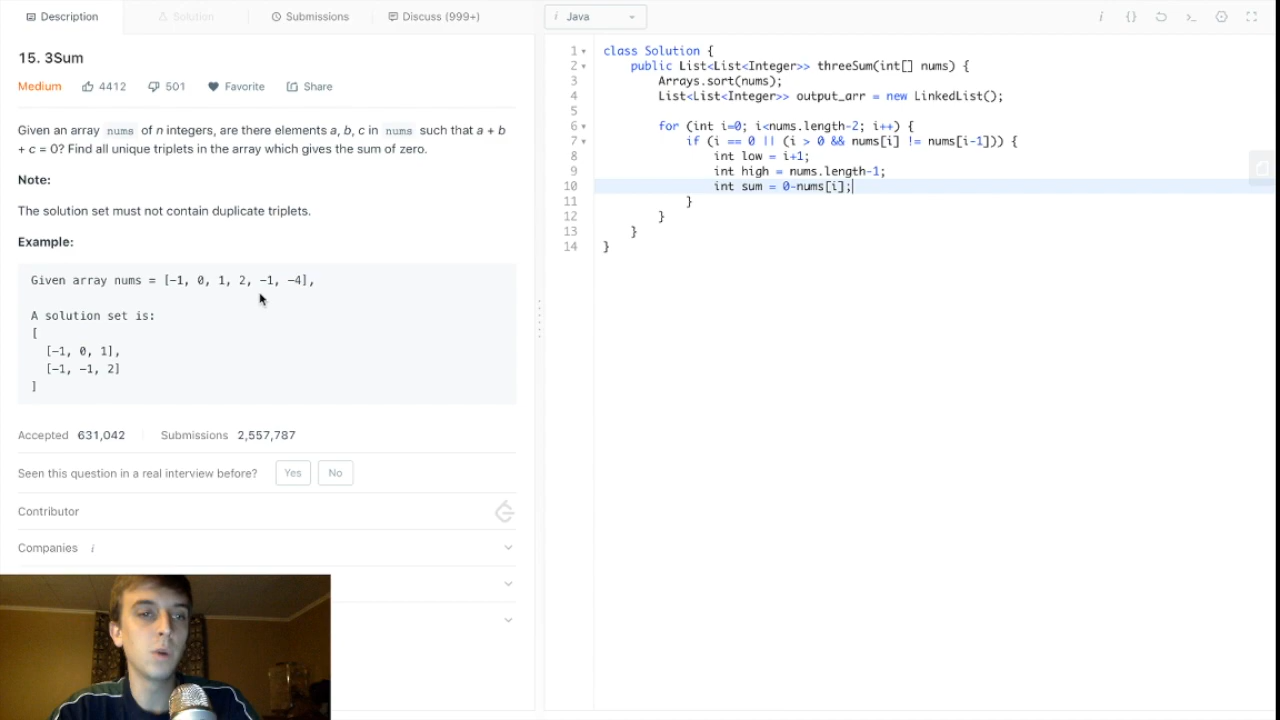 Description
Solution
Submissions
Discuss (999+)
i Java
i {}
15. 3Sum
Medium 4412 501 Favorite Share
Given an array nums of n integers, are there elements a, b, c in nums such that a + b
+ c = 0? Find all unique triplets in the array which gives the sum of zero.
Note:
The solution set must not contain duplicate triplets.
Example:
Given array nums = [-1, 0, 1, 2, -1, -4],
A solution set is:
[
[-1, 0, 1],
[-1, -1, 2]
]
Accepted 631,042 Submissions 2,557,787
Seen this question in a real interview before? Yes No
Contributor
Companies i
1 class Solution {
2 public List<List<Integer>> threeSum(int[] nums) {
3 Arrays.sort(nums);
4 List<List<Integer>> output_arr = new LinkedList();
5
6 for (int i=0; i<nums.length-2; i++) {
7 if (i == 0 || (i > 0 && nums[i] != nums[i-1])) {
8 int low = i+1;
9 int high = nums.length-1;
10 int sum = 0-nums[i];
11 }
12 }
13 }
14 }